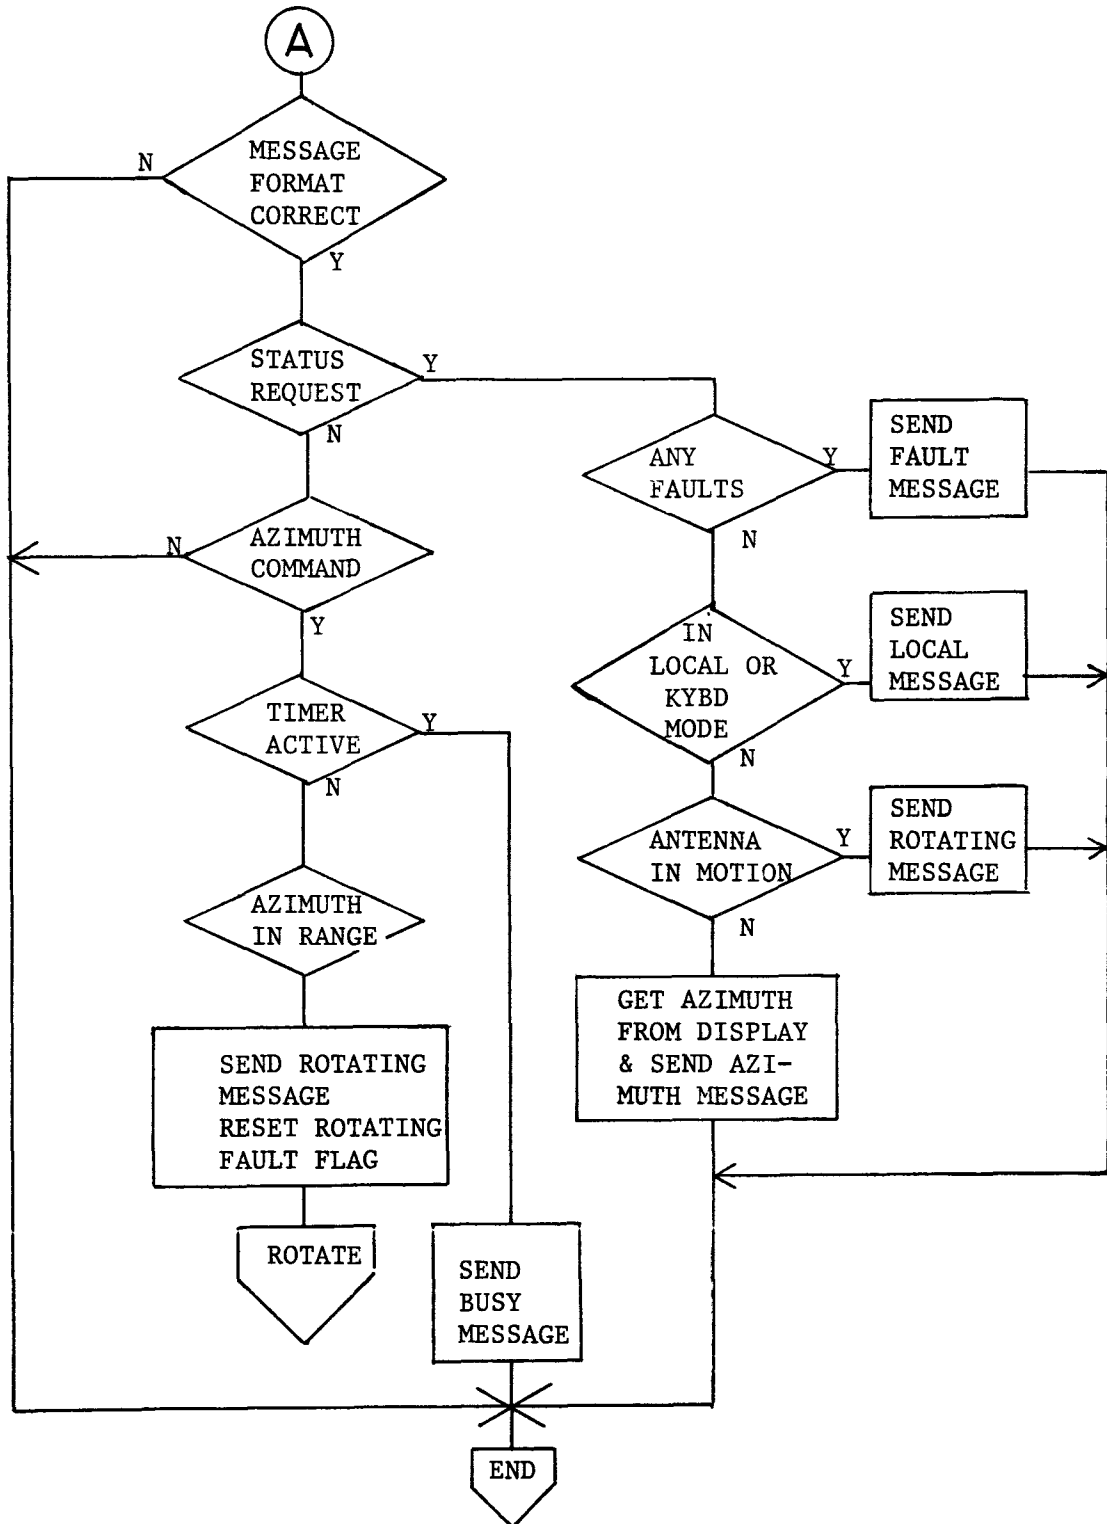 A
MESSAGE
FORMAT
CORRECT
N
Y
STATUS
REQUEST
Y
N
ANY
FAULTS
Y
N
SEND
FAULT
MESSAGE
AZIMUTH
COMMAND
N
Y
IN
LOCAL OR
KYBD
MODE
Y
N
SEND
LOCAL
MESSAGE
TIMER
ACTIVE
Y
N
ANTENNA
IN MOTION
Y
N
SEND
ROTATING
MESSAGE
AZIMUTH
IN RANGE
GET AZIMUTH
FROM DISPLAY
& SEND AZI-
MUTH MESSAGE
SEND ROTATING
MESSAGE
RESET ROTATING
FAULT FLAG
ROTATE
SEND
BUSY
MESSAGE
END